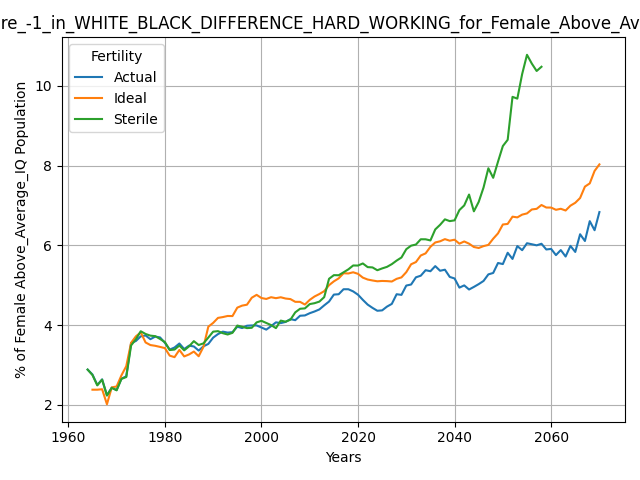 re_-1_in_WHITE_BLACK_DIFFERENCE_HARD_WORKING_for_Female_Above_Av
Fertility
Actual
Ideal
Sterile
% of Female Above_Average_IQ Population
10
8
6
4
2
1960 1980 2000 2020 2040 2060
Years